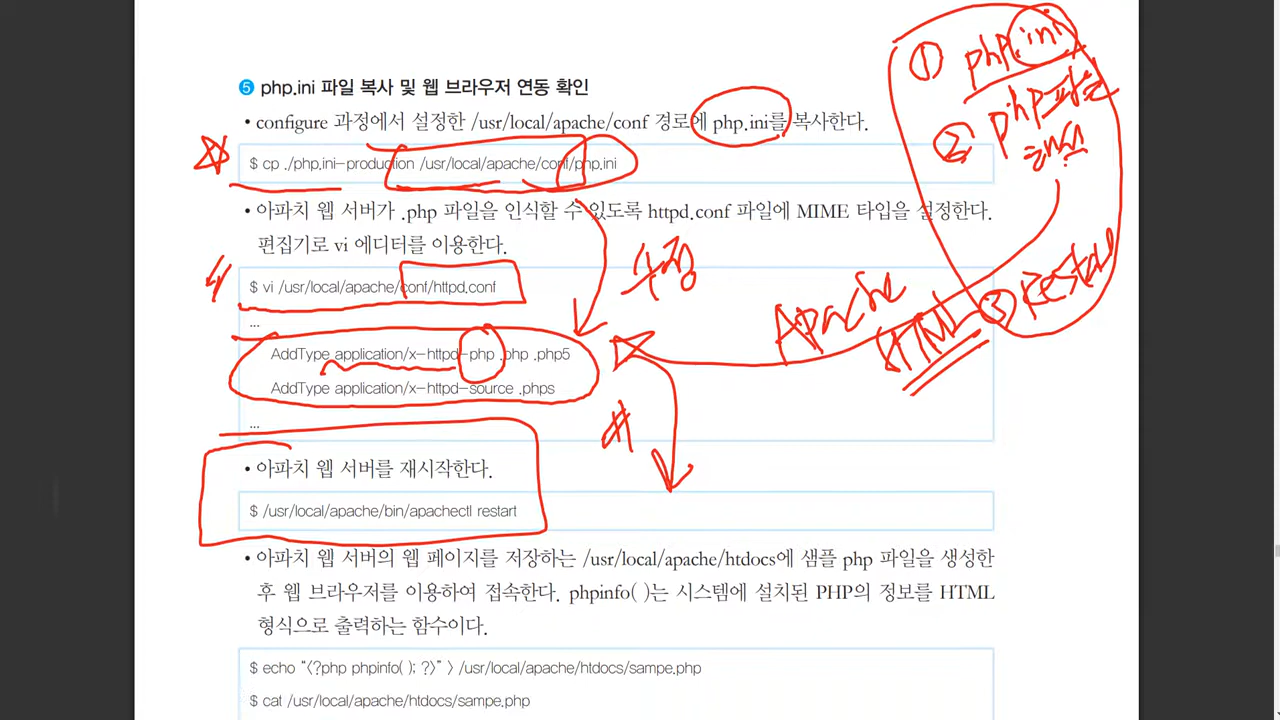 ❺ php.ini 파일 복사 및 웹 브라우저 연동 확인
• configure 과정에서 설정한 /usr/local/apache/conf 경로에 php.ini를 복사한다.
$ cp ./php.ini-production /usr/local/apache/conf/php.ini
• 아파치 웹 서버가 .php 파일을 인식할 수 있도록 httpd.conf 파일에 MIME 타입을 설정한다.
편집기로 vi 에디터를 이용한다.
$ vi /usr/local/apache/conf/httpd.conf
...
AddType application/x-httpd-php .php .php5
AddType application/x-httpd-source .phps
...
• 아파치 웹 서버를 재시작한다.
$ /usr/local/apache/bin/apachectl restart
• 아파치 웹 서버의 웹 페이지를 저장하는 /usr/local/apache/htdocs에 샘플 php 파일을 생성한
후 웹 브라우저를 이용하여 접속한다. phpinfo( )는 시스템에 설치된 PHP의 정보를 HTML
형식으로 출력하는 함수이다.
$ echo “<?php phpinfo( ); ?>” > /usr/local/apache/htdocs/sampe.php
$ cat /usr/local/apache/htdocs/sampe.php
① php.ini
② php 파일
해석
③ Restart
수정
Apache
HTML
#